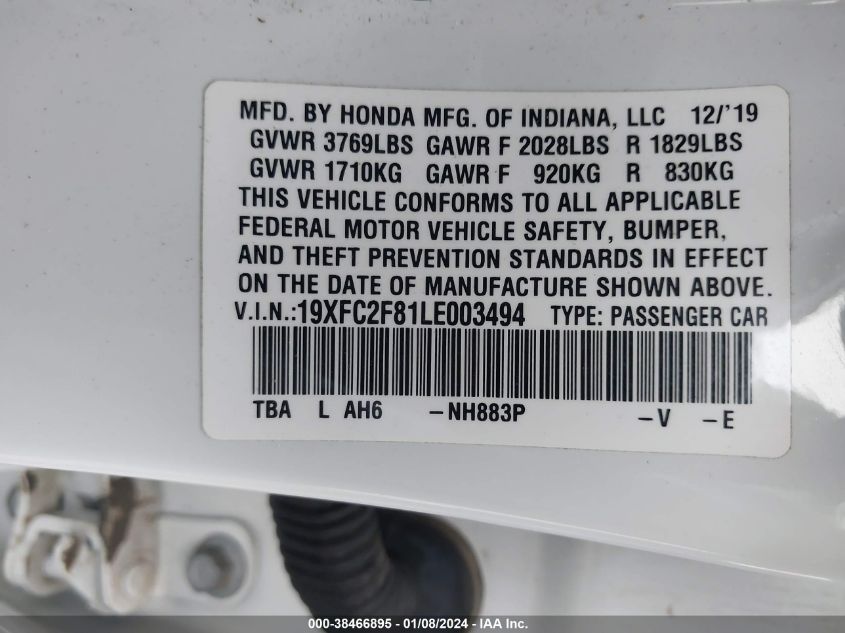 MFD. BY HONDA MFG. OF INDIANA, LLC 12/'19
GVWR 3769LBS GAWR F 2028LBS R 1829LBS
GVWR 1710KG GAWR F 920KG R 830KG
THIS VEHICLE CONFORMS TO ALL APPLICABLE
FEDERAL MOTOR VEHICLE SAFETY, BUMPER,
AND THEFT PREVENTION STANDARDS IN EFFECT
ON THE DATE OF MANUFACTURE SHOWN ABOVE.
V.I.N.:19XFC2F81LE003494 TYPE: PASSENGER CAR
TBA L AH6 -NH883P -V -E
000-38466895 - 01/08/2024 - IAA Inc.